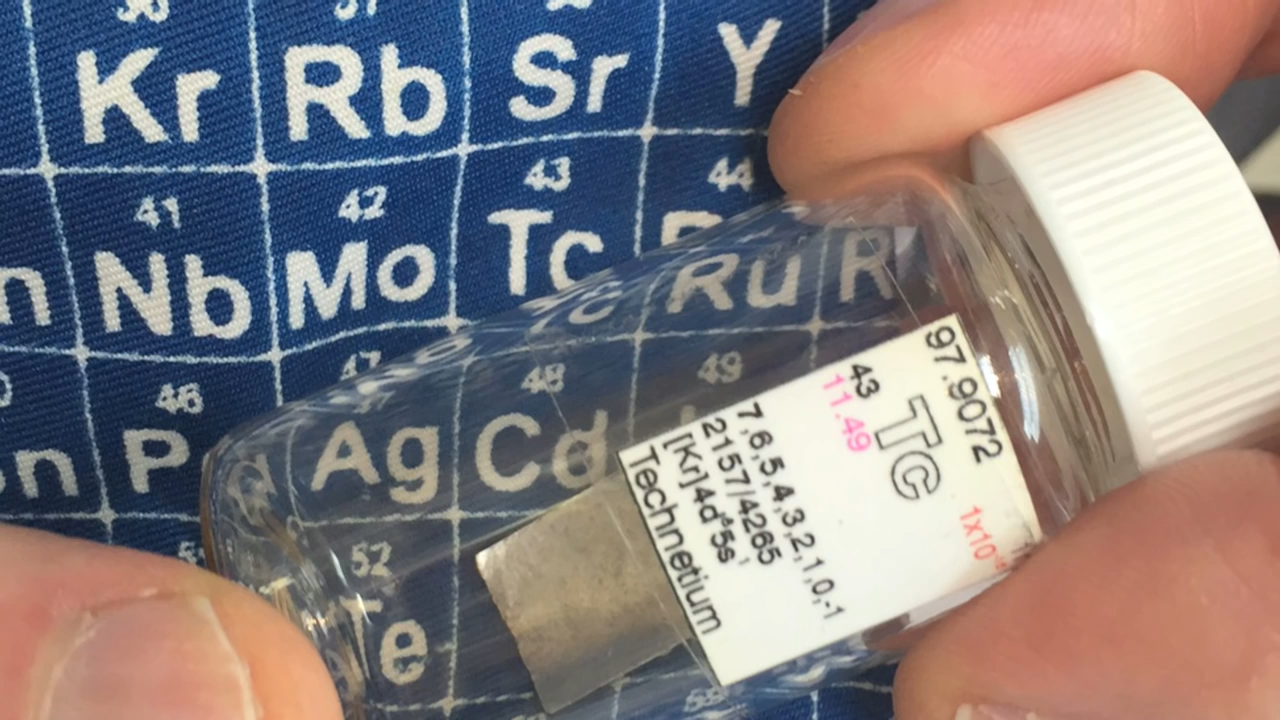 37
Kr Rb Sr Y
41 42 43 44
Nb Mo Tc
Ru R
46 47 48 49
P Ag Cd
52
Te
97.9072
43
11.49
Tc
7,6,5,4,3,2,1,0,-1
2157/4265
[Kr]4d⁶5s¹
Technetium